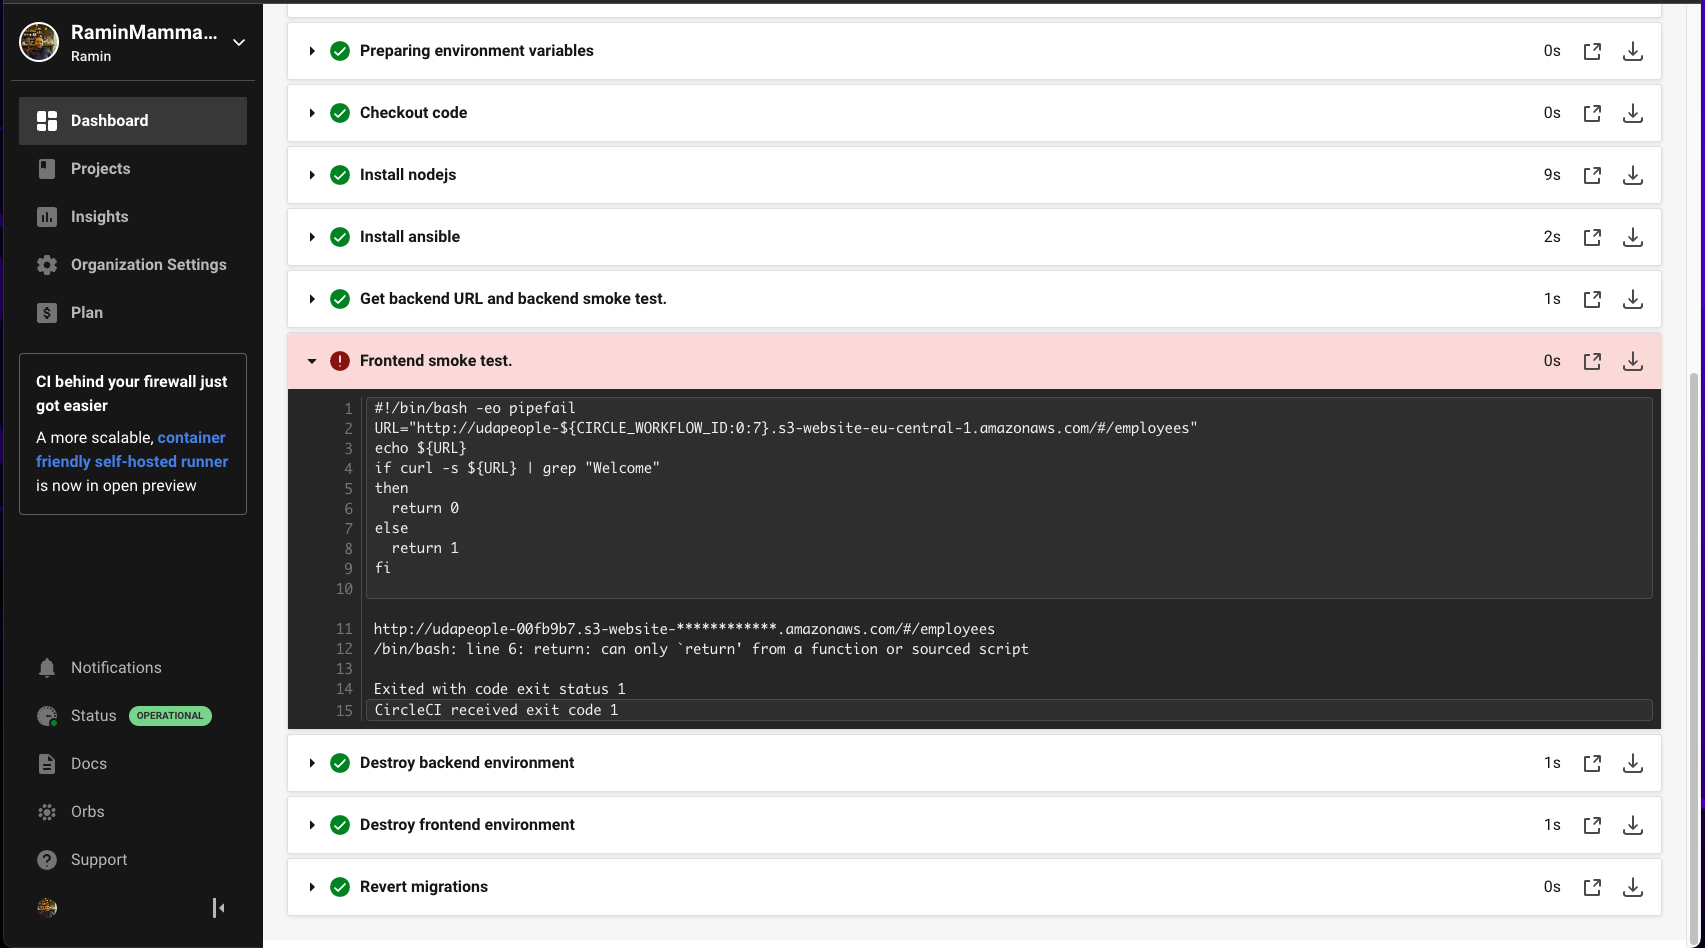 RaminMamma...
Ramin
Dashboard
Projects
Insights
Organization Settings
Plan
CI behind your firewall just
got easier
A more scalable, container
friendly self-hosted runner
is now in open preview
Notifications
Status OPERATIONAL
Docs
Orbs
Support
Preparing environment variables 0s
Checkout code 0s
Install nodejs 9s
Install ansible 2s
Get backend URL and backend smoke test. 1s
Frontend smoke test. 0s
1 #!/bin/bash -eo pipefail
2 URL="http://udapeople-${CIRCLE_WORKFLOW_ID:0:7}.s3-website-eu-central-1.amazonaws.com/#/employees"
3 echo ${URL}
4 if curl -s ${URL} | grep "Welcome"
5 then
6   return 0
7 else
8   return 1
9 fi
10
11 http://udapeople-00fb9b7.s3-website-************.amazonaws.com/#/employees
12 /bin/bash: line 6: return: can only `return' from a function or sourced script
13
14 Exited with code exit status 1
15 CircleCI received exit code 1
Destroy backend environment 1s
Destroy frontend environment 1s
Revert migrations 0s